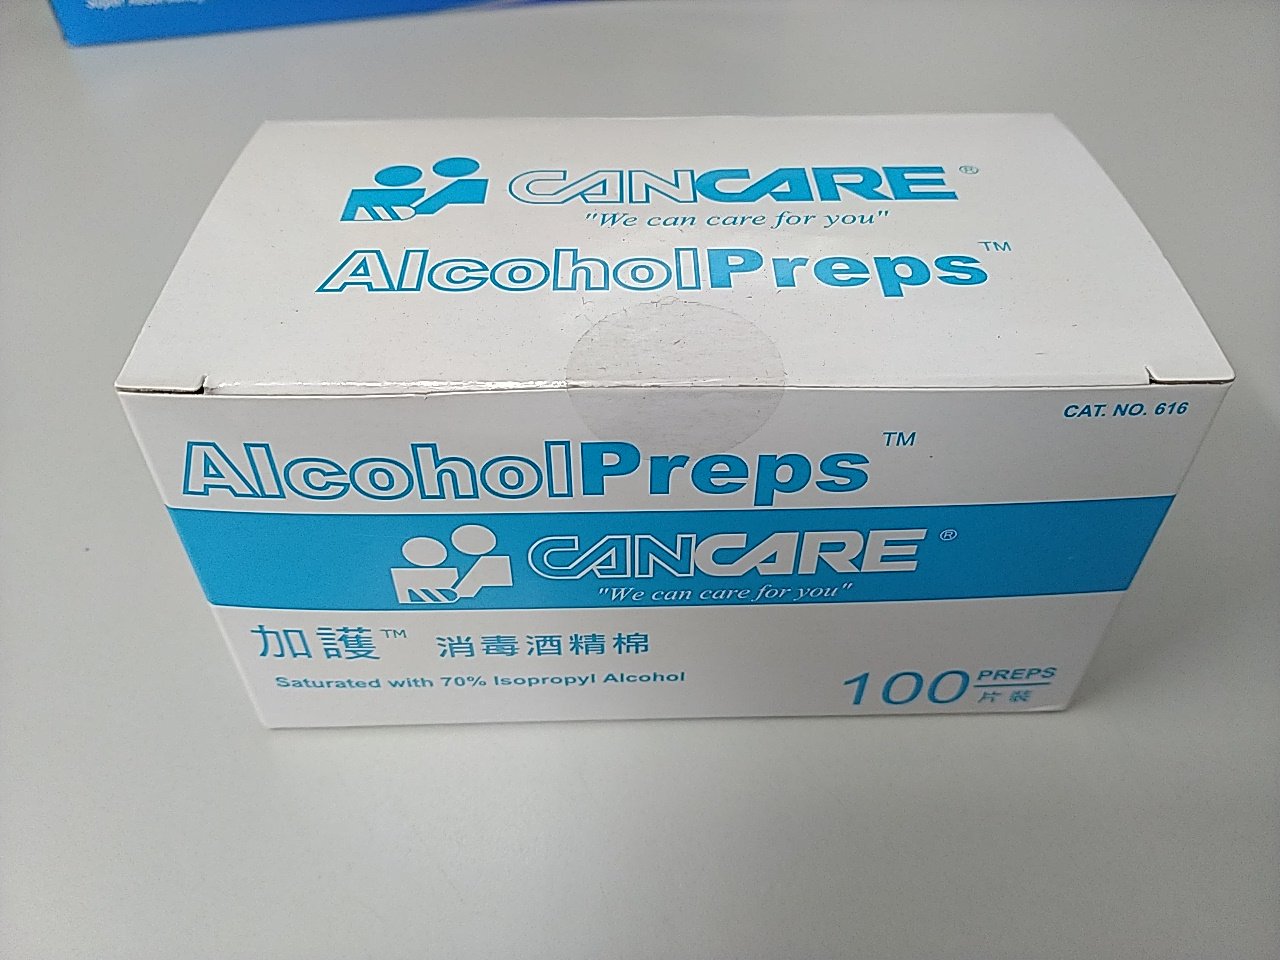 CANCARE®
"We can care for you"
AlcoholPreps™
CAT. NO. 616
AlcoholPreps™
CANCARE®
"We can care for you"
加護™ 消毒酒精棉
Saturated with 70% Isopropyl Alcohol
100 PREPS
片裝